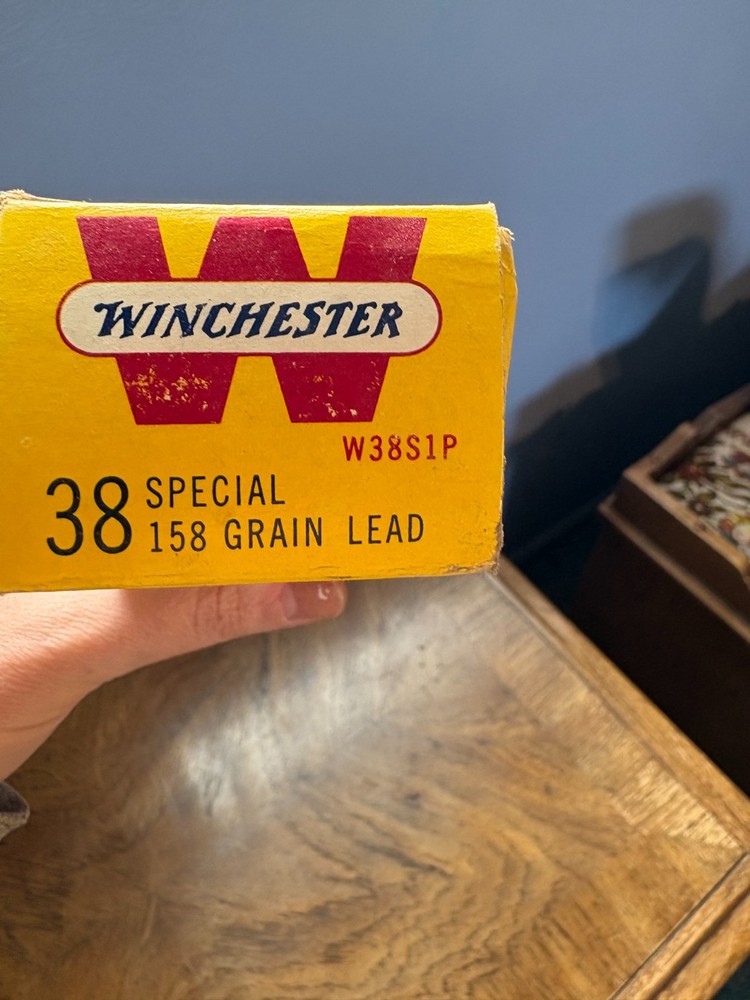 WINCHESTER
W38S1P
38 SPECIAL
158 GRAIN LEAD